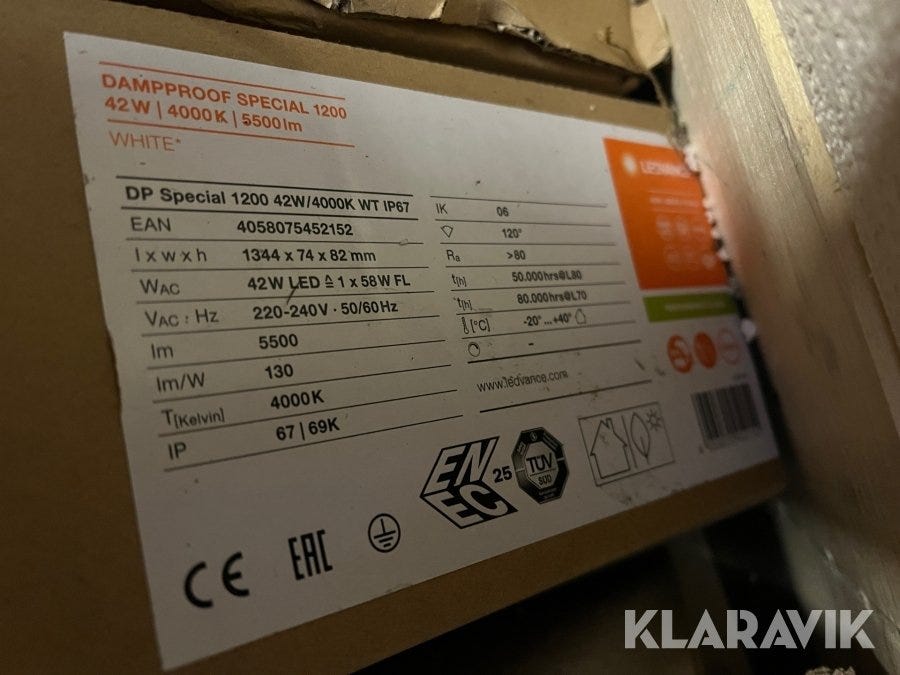 DAMPPROOF SPECIAL 1200
42W | 4000K | 5500lm
WHITE*
DP Special 1200 42W/4000K WT IP67
EAN 4058075452152
l x w x h 1344 x 74 x 82 mm
WAC 42W LED ≙ 1 x 58W FL
VAC : Hz 220-240V · 50/60Hz
lm 5500
lm/W 130
T[Kelvin] 4000K
IP 67 | 69K
IK 06
120°
Ra >80
t[h] 50.000hrs@L80
t[h] 80.000hrs@L70
[°C] -20° ...+40°
-
www.ledvance.com
LEDVANCE
ENEC 25
TÜV
SÜD
CE EAC
KLARAVIK